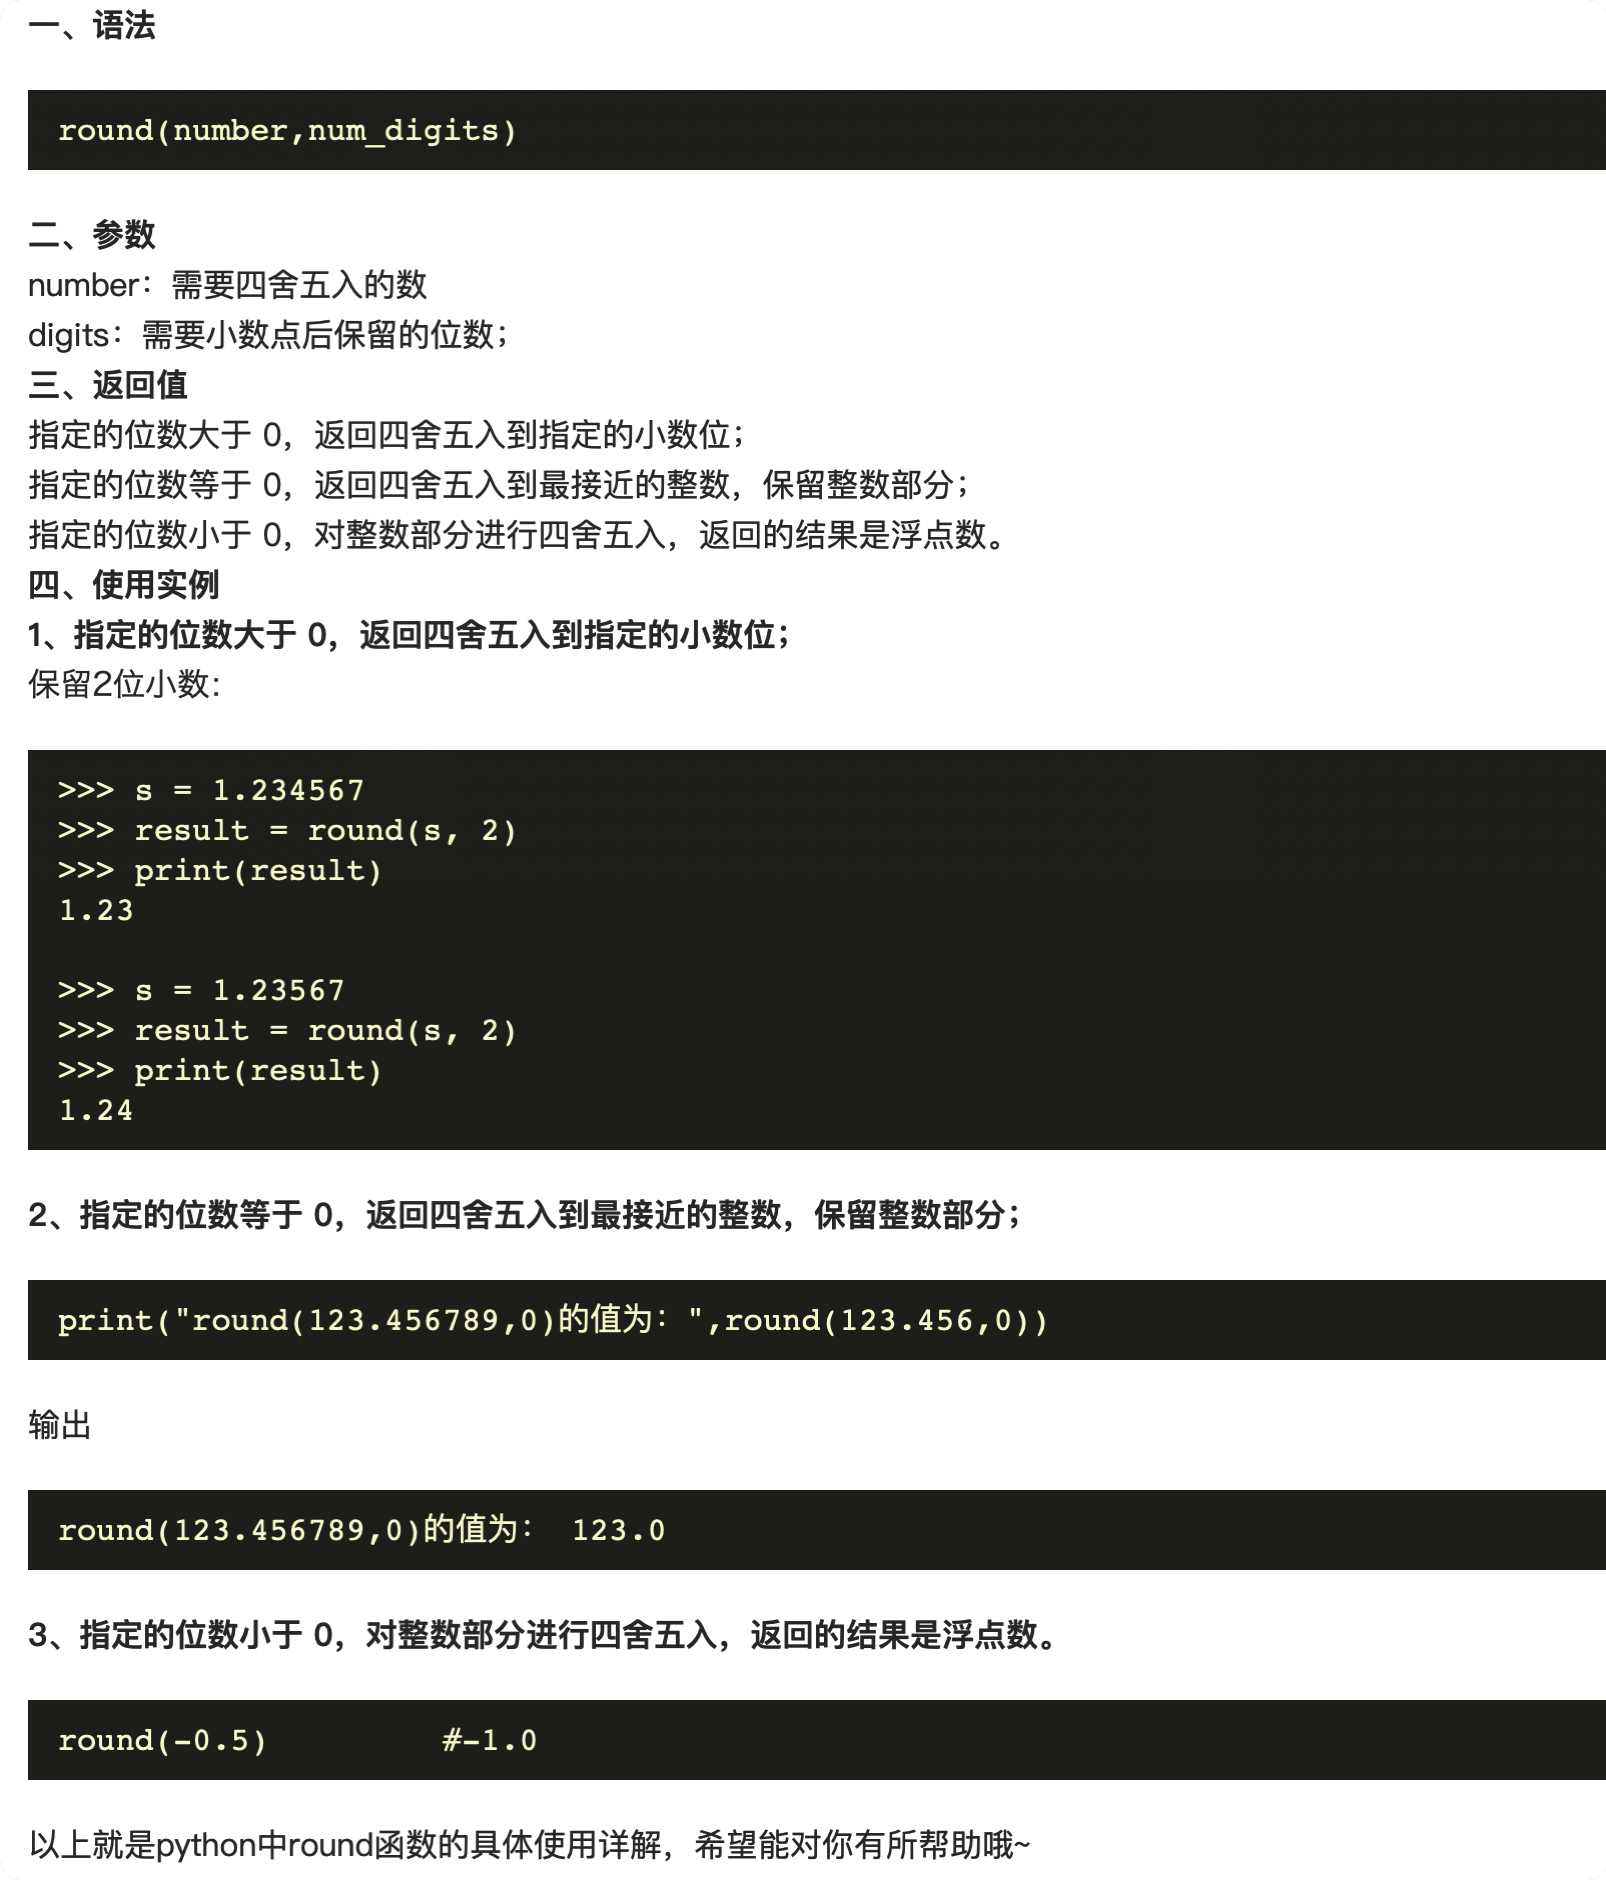 一、语法
round(number,num_digits)
二、参数
number：需要四舍五入的数
digits：需要小数点后保留的位数；
三、返回值
指定的位数大于 0，返回四舍五入到指定的小数位；
指定的位数等于 0，返回四舍五入到最接近的整数，保留整数部分；
指定的位数小于 0，对整数部分进行四舍五入，返回的结果是浮点数。
四、使用实例
1、指定的位数大于 0，返回四舍五入到指定的小数位；
保留2位小数：
>>> s = 1.234567
>>> result = round(s, 2)
>>> print(result)
1.23
>>> s = 1.23567
>>> result = round(s, 2)
>>> print(result)
1.24
2、指定的位数等于 0，返回四舍五入到最接近的整数，保留整数部分；
print("round(123.456789,0)的值为：",round(123.456,0))
输出
round(123.456789,0)的值为： 123.0
3、指定的位数小于 0，对整数部分进行四舍五入，返回的结果是浮点数。
round(-0.5)         #-1.0
以上就是python中round函数的具体使用详解，希望能对你有所帮助哦~